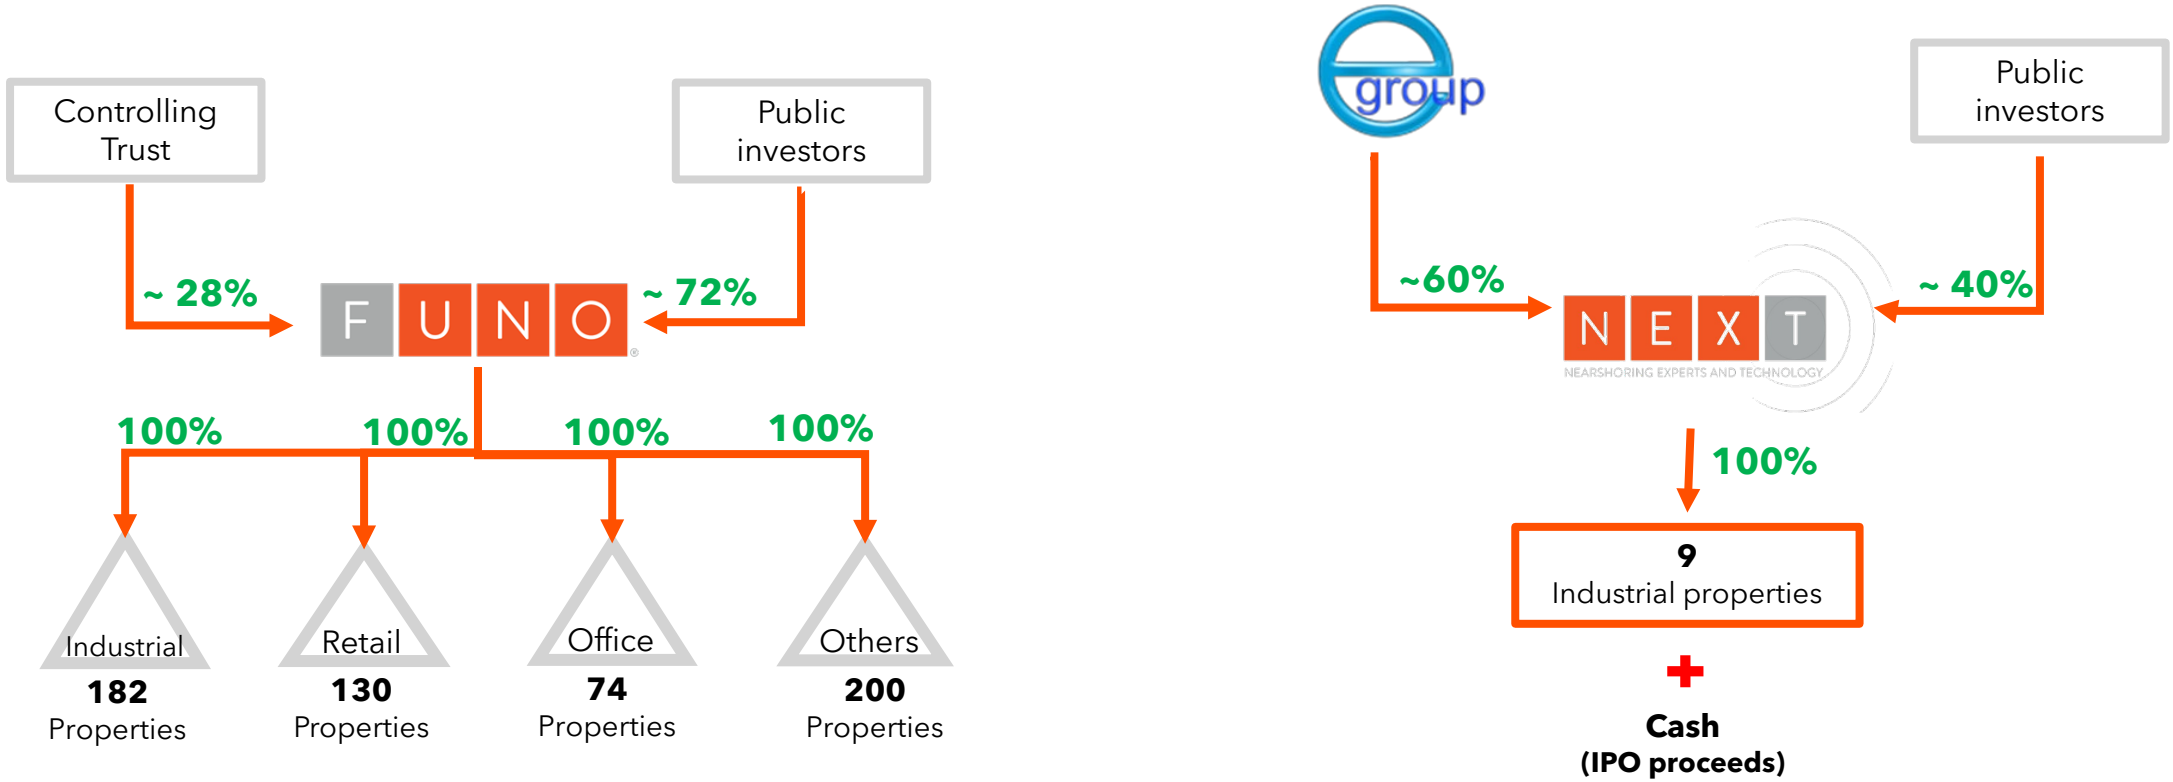 Controlling
Trust
Public
investors
~ 28%
~ 72%
FUNO®
100%
100%
100%
100%
Industrial
182
Properties
Retail
130
Properties
Office
74
Properties
Others
200
Properties
e
group
Public
investors
~60%
~ 40%
NEXT
NEARSHORING EXPERTS AND TECHNOLOGY
100%
9
Industrial properties
Cash
(IPO proceeds)